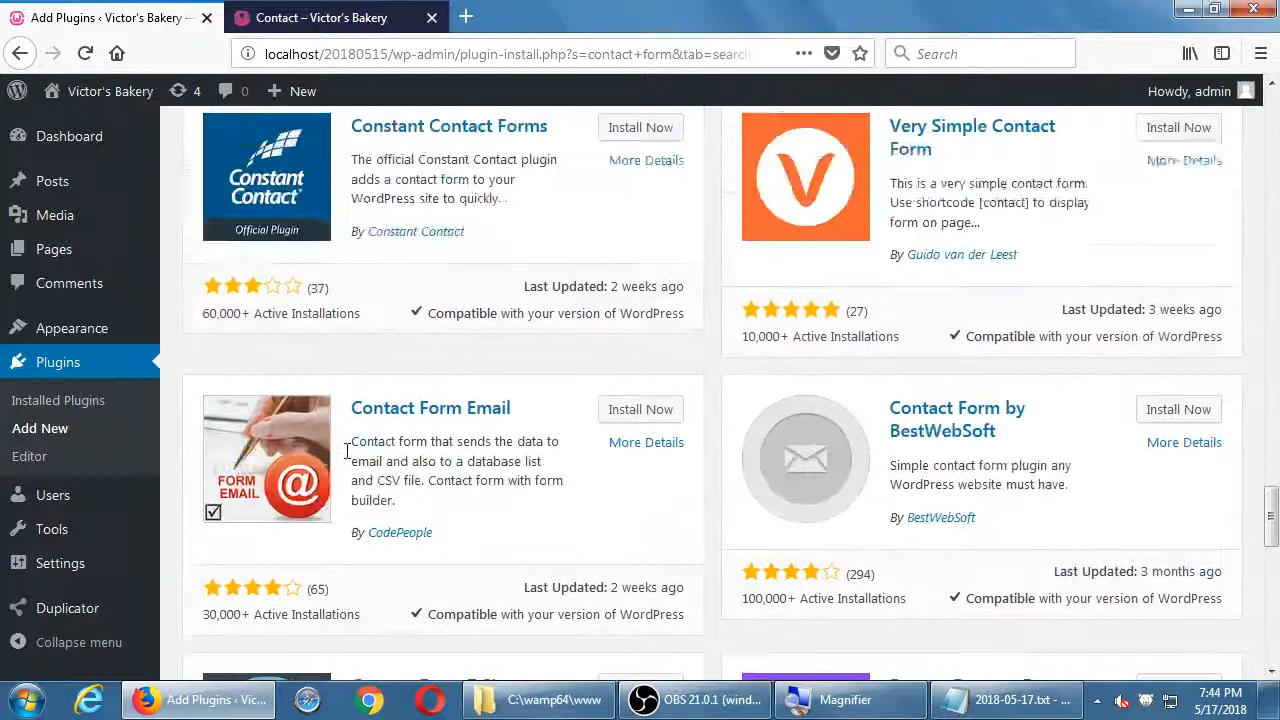 Add Plugins ‹ Victor's Bakery —
Contact – Victor's Bakery
localhost/20180515/wp-admin/plugin-install.php?s=contact+form&tab=search
Search
Victor's Bakery
4
0
New
Howdy, admin
Dashboard
Posts
Media
Pages
Comments
Appearance
Plugins
Installed Plugins
Add New
Editor
Users
Tools
Settings
Duplicator
Collapse menu
Constant Contact
Official Plugin
Constant Contact Forms
Install Now
More Details
The official Constant Contact plugin
adds a contact form to your
WordPress site to quickly...
By Constant Contact
(37)
Last Updated: 2 weeks ago
60,000+ Active Installations
Compatible with your version of WordPress
Very Simple Contact
Form
Install Now
More Details
This is a very simple contact form.
Use shortcode [contact] to display
form on page...
By Guido van der Leest
(27)
Last Updated: 3 weeks ago
10,000+ Active Installations
Compatible with your version of WordPress
FORM
EMAIL
@
Contact Form Email
Install Now
More Details
Contact form that sends the data to
email and also to a database list
and CSV file. Contact form with form
builder.
By CodePeople
(65)
Last Updated: 2 weeks ago
30,000+ Active Installations
Compatible with your version of WordPress
Contact Form by
BestWebSoft
Install Now
More Details
Simple contact form plugin any
WordPress website must have.
By BestWebSoft
(294)
Last Updated: 3 months ago
100,000+ Active Installations
Compatible with your version of WordPress
Add Plugins ‹ Vic...
C:\wamp64\www
OBS 21.0.1 (wind...
Magnifier
2018-05-17.txt - ...
7:44 PM
5/17/2018